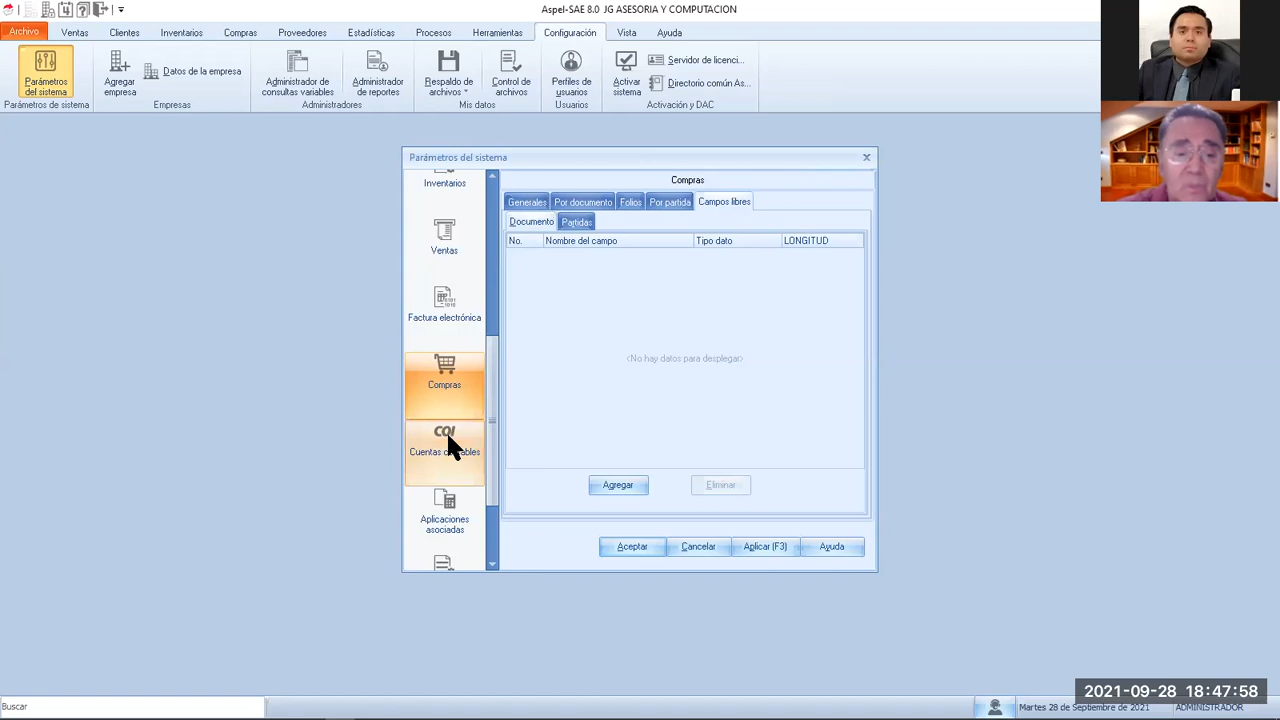 Aspel-SAE 8.0 JG ASESORIA Y COMPUTACION
Archivo Ventas Clientes Inventarios Compras Proveedores Estadísticas Procesos Herramientas Configuración Vista Ayuda
Parámetros del sistema
Agregar empresa
Datos de la empresa
Administrador de consultas variables
Administrador de reportes
Respaldo de archivos
Control de archivos
Perfiles de usuarios
Activar sistema
Servidor de licenci...
Directorio común As...
Parámetros de sistema Empresas Administradores Mis datos Usuarios Activación y DAC
Parámetros del sistema
Inventarios
Ventas
Factura electrónica
Compras
COI
Aplicaciones
asociadas
Compras
Generales Por documento Folios Por partida Campos libres
Documento Partidas
No. Nombre del campo Tipo dato LONGITUD
<No hay datos para desplegar>
Agregar Eliminar
Aceptar Cancelar Aplicar (F3) Ayuda
2021-09-28 18:47:58
Buscar
Martes 28 de Septiembre de 2021 ADMINISTRADOR